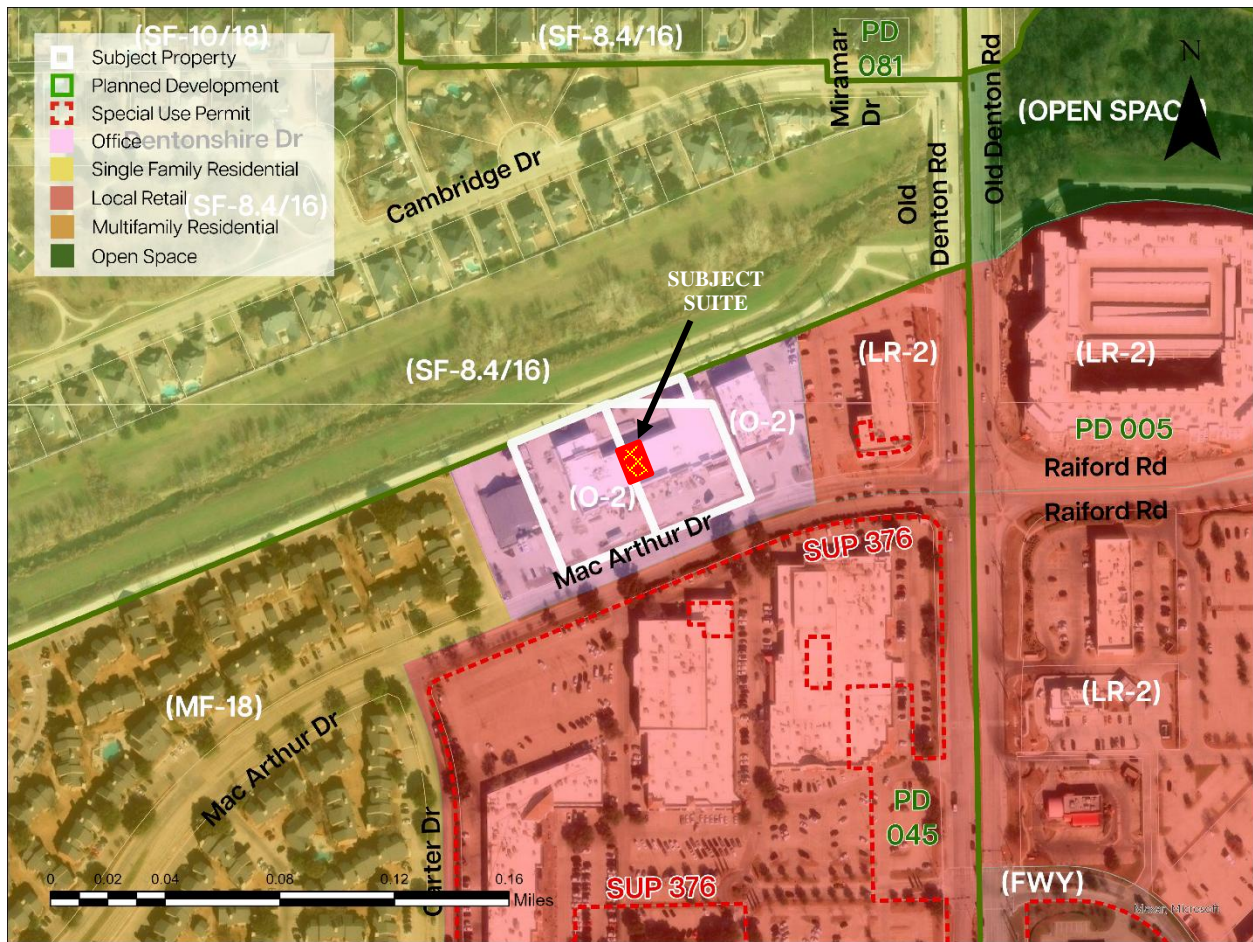 (SF-10/18)
(SF-8.4/16)
PD
081
Miramar
Dr
Old Denton Rd
N
Subject Property
Planned Development
Special Use Permit
Office
Dentonshire Dr
Single Family Residential
Local Retail
(SF-8.4/16)
Multifamily Residential
Open Space
(OPEN SPAC
Cambridge Dr
Old
Denton Rd
SUBJECT
SUITE
(SF-8.4/16)
(LR-2)
(LR-2)
(O-2)
PD 005
Raiford Rd
(O-2)
Raiford Rd
Mac Arthur Dr
SUP 376
(MF-18)
(LR-2)
Mac Arthur Dr
PD
045
Carter Dr
0 0.02 0.04 0.08 0.12 0.16
Miles
SUP 376
(FWY)
Maxar, Microsoft